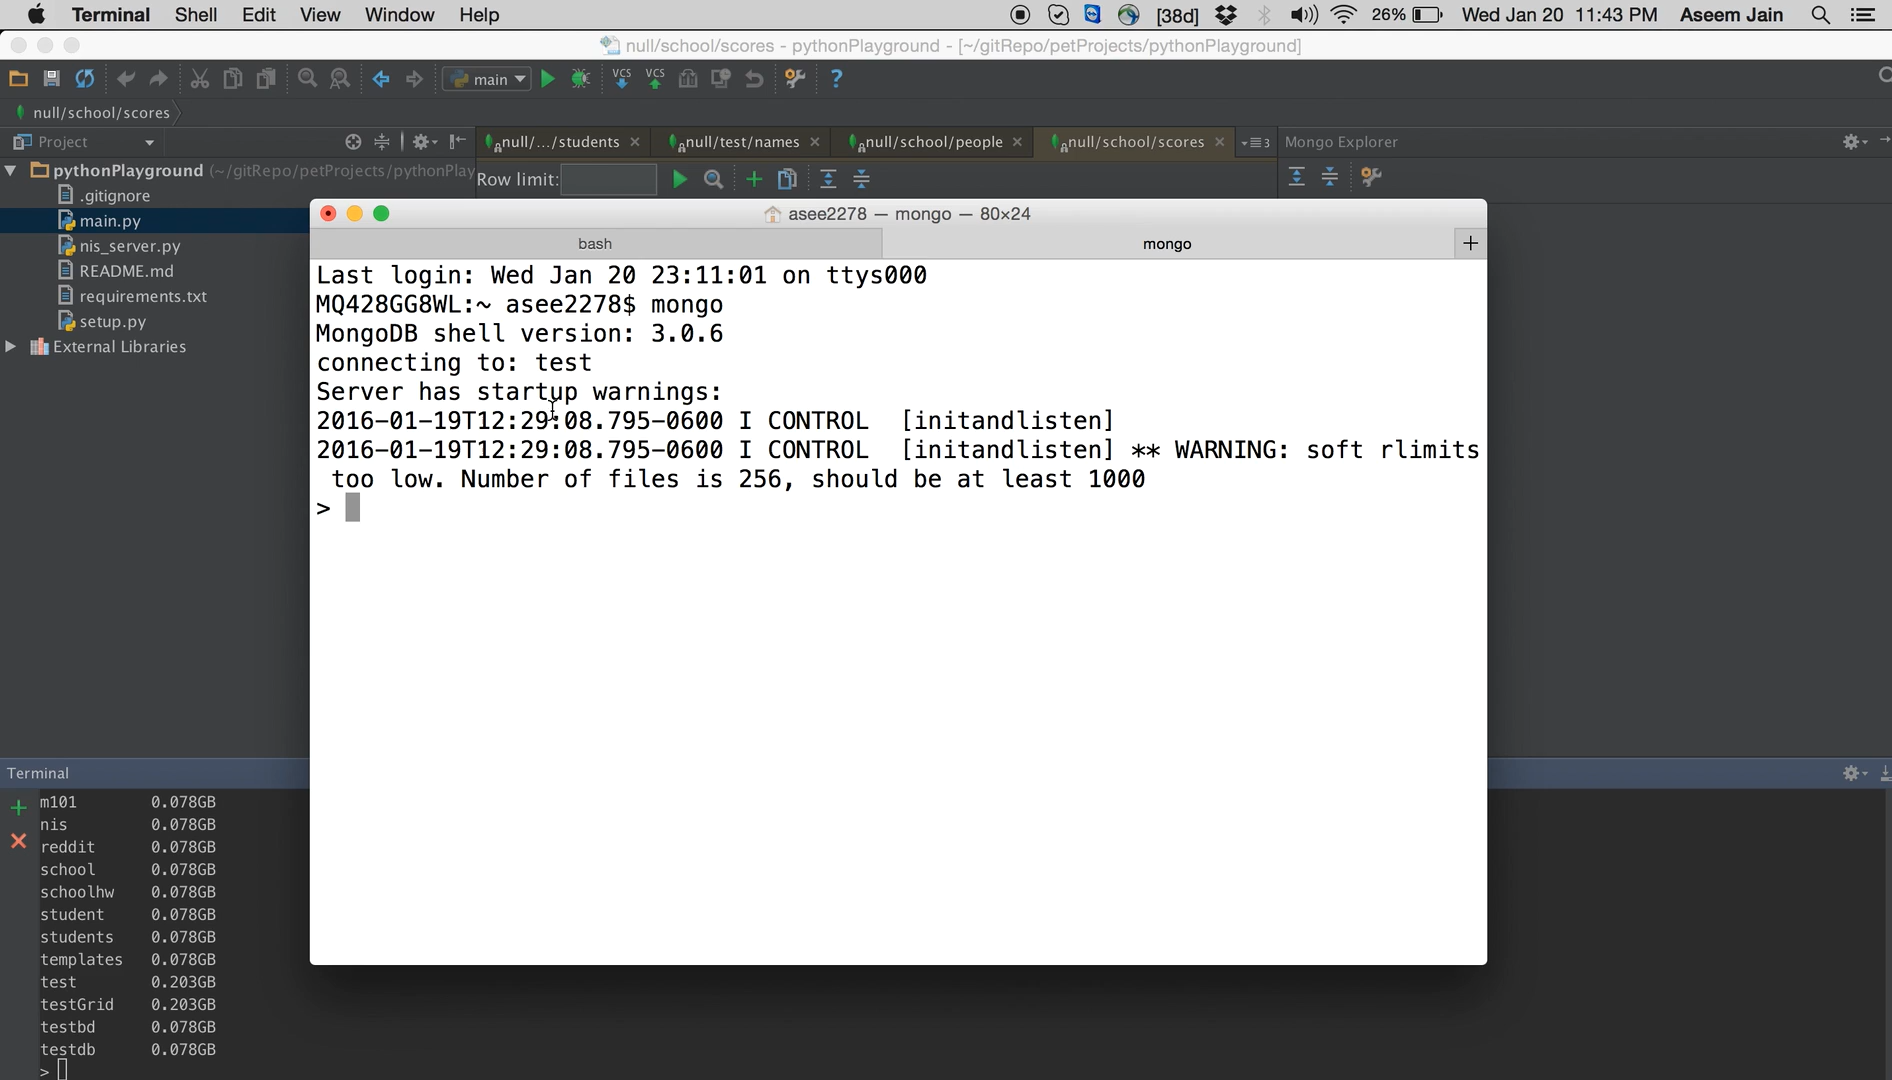 Terminal Shell Edit View Window Help [38d] 26% Wed Jan 20 11:43 PM Aseem Jain
null/school/scores - pythonPlayground - [~/gitRepo/petProjects/pythonPlayground]
main VCS VCS ?
null/school/scores
Project null/.../students null/test/names null/school/people null/school/scores 3 Mongo Explorer
pythonPlayground (~/gitRepo/petProjects/pythonPlay
Row limit:
.gitignore
main.py
nis_server.py
README.md
requirements.txt
setup.py
External Libraries
asee2278 — mongo — 80×24
bash mongo +
Last login: Wed Jan 20 23:11:01 on ttys000
MQ428GG8WL:~ asee2278$ mongo
MongoDB shell version: 3.0.6
connecting to: test
Server has startup warnings:
2016-01-19T12:29:08.795-0600 I CONTROL  [initandlisten]
2016-01-19T12:29:08.795-0600 I CONTROL  [initandlisten] ** WARNING: soft rlimits
too low. Number of files is 256, should be at least 1000
>
Terminal
m101 0.078GB
nis 0.078GB
reddit 0.078GB
school 0.078GB
schoolhw 0.078GB
student 0.078GB
students 0.078GB
templates 0.078GB
test 0.203GB
testGrid 0.203GB
testbd 0.078GB
testdb 0.078GB
>